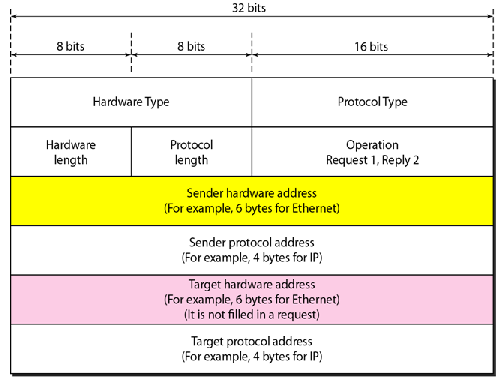 32 bits
8 bits 8 bits 16 bits
Hardware Type Protocol Type
Hardware length Protocol length Operation
Request 1, Reply 2
Sender hardware address
(For example, 6 bytes for Ethernet)
Sender protocol address
(For example, 4 bytes for IP)
Target hardware address
(For example, 6 bytes for Ethernet)
(It is not filled in a request)
Target protocol address
(For example, 4 bytes for IP)